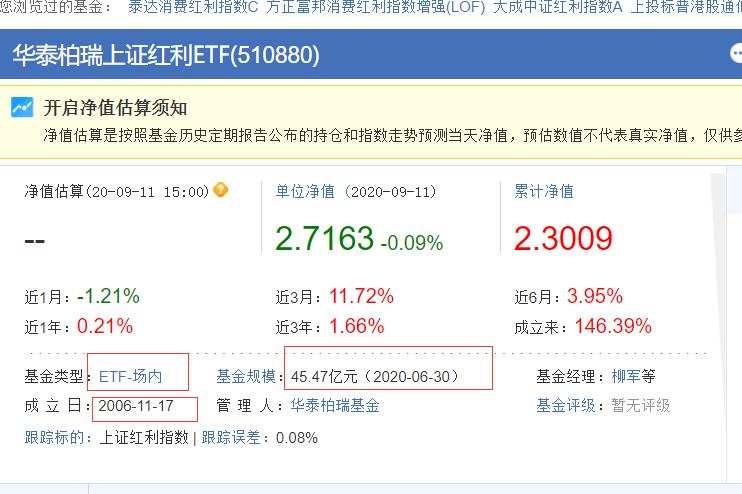 您浏览过的基金： 泰达消费红利指数C 方正富邦消费红利指数增强(LOF) 大成中证红利指数A 上投标普港股通低
华泰柏瑞上证红利ETF(510880)
开启净值估算须知
净值估算是按照基金历史定期报告公布的持仓和指数走势预测当天净值，预估数值不代表真实净值，仅供参
净值估算(20-09-11 15:00) 单位净值（2020-09-11） 累计净值
-- 2.7163 -0.09% 2.3009
近1月：-1.21% 近3月：11.72% 近6月：3.95%
近1年：0.21% 近3年：1.66% 成立来：146.39%
基金类型：ETF-场内 基金规模：45.47亿元（2020-06-30） 基金经理：柳军等
成 立 日：2006-11-17 管 理 人：华泰柏瑞基金 基金评级：暂无评级
跟踪标的：上证红利指数 | 跟踪误差：0.08%